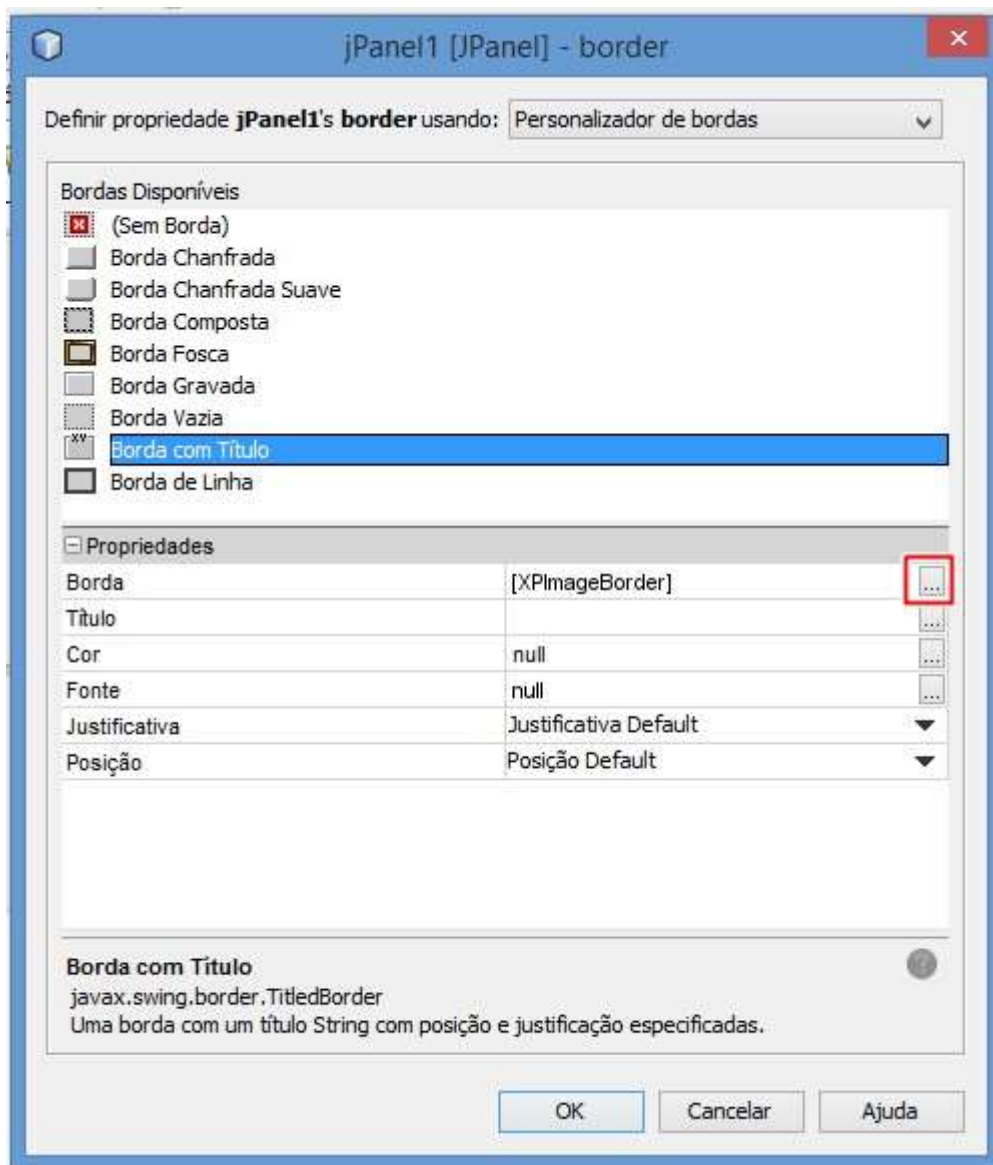 jPanel1 [JPanel] - border
Definir propriedade jPanel1's border usando: Personalizador de bordas
Bordas Disponíveis
(Sem Borda)
Borda Chanfrada
Borda Chanfrada Suave
Borda Composta
Borda Fosca
Borda Gravada
Borda Vazia
XY Borda com Título
Borda de Linha
Propriedades
Borda [XPImageBorder] ...
Título ...
Cor null ...
Fonte null ...
Justificativa Justificativa Default
Posição Posição Default
Borda com Título ?
javax.swing.border.TitledBorder
Uma borda com um título String com posição e justificação especificadas.
OK Cancelar Ajuda